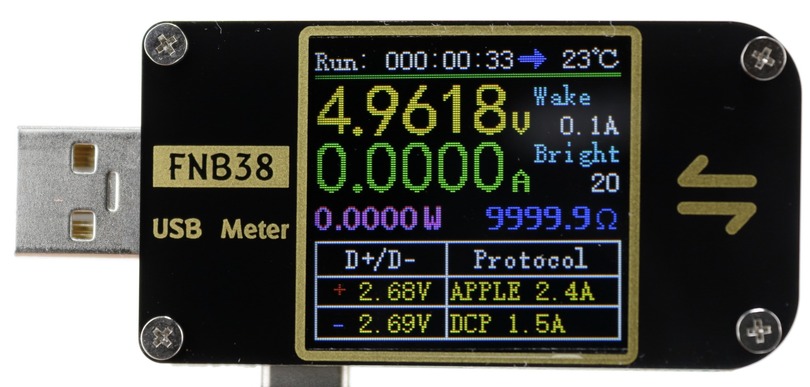 FNB38
USB Meter
Run: 000:00:33 23℃
4.9618V
Wake
0.1A
0.0000A
Bright
20
0.0000W 9999.9Ω
D+/D- Protocol
+ 2.68V APPLE 2.4A
- 2.69V DCP 1.5A